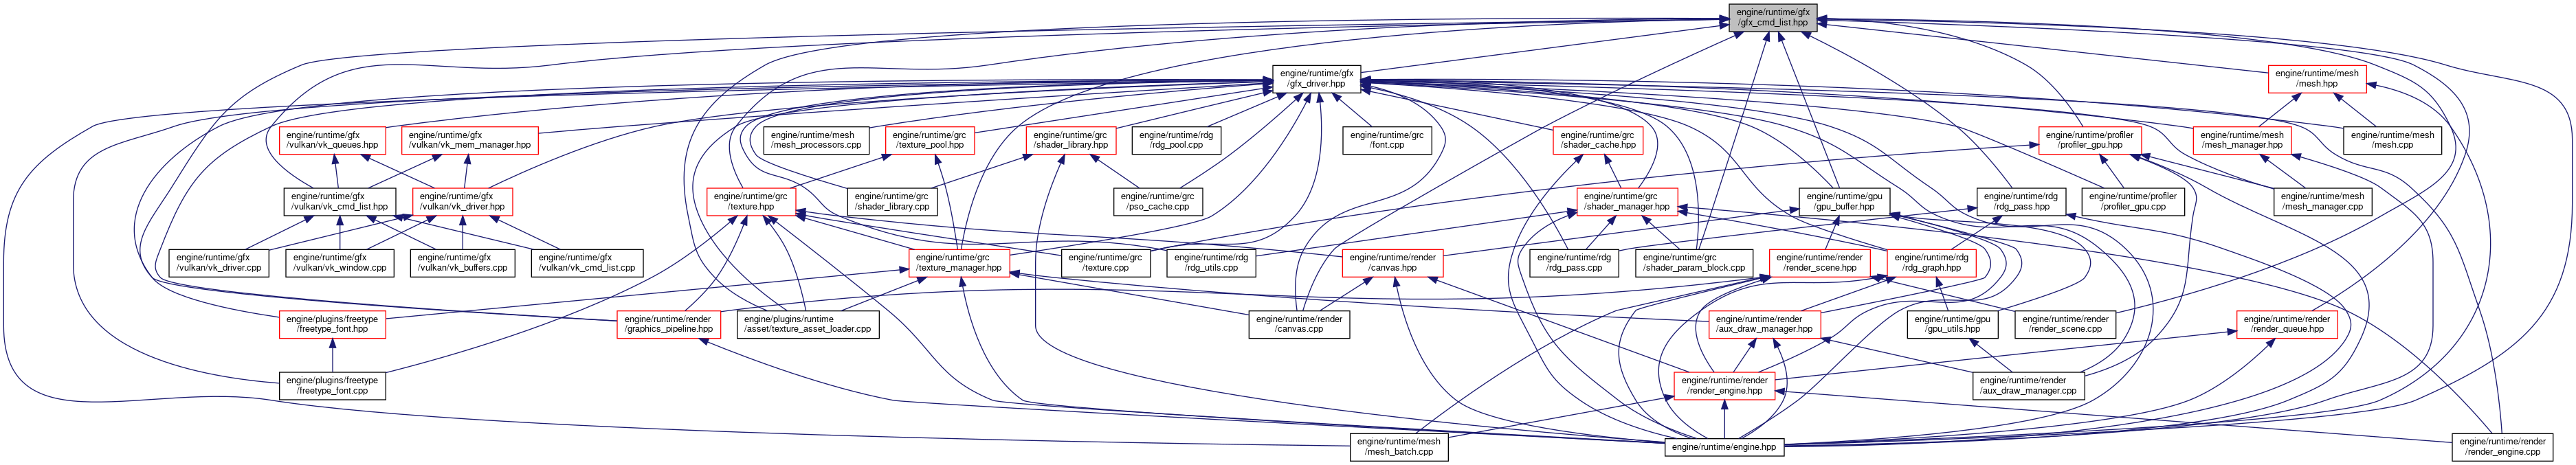 engine/runtime/gfx
/gfx_cmd_list.hpp
engine/runtime/gfx
/gfx_driver.hpp
engine/runtime/mesh
/mesh.hpp
engine/runtime/gfx
/vulkan/vk_queues.hpp
engine/runtime/gfx
/vulkan/vk_mem_manager.hpp
engine/runtime/mesh
/mesh_processors.cpp
engine/runtime/grc
/texture_pool.hpp
engine/runtime/grc
/shader_library.hpp
engine/runtime/rdg
/rdg_pool.cpp
engine/runtime/grc
/shader_cache.hpp
engine/runtime/grc
/font.cpp
engine/runtime/profiler
/profiler_gpu.hpp
engine/runtime/mesh
/mesh_manager.hpp
engine/runtime/mesh
/mesh.cpp
engine/runtime/gfx
/vulkan/vk_cmd_list.hpp
engine/runtime/gfx
/vulkan/vk_driver.hpp
engine/runtime/grc
/texture.hpp
engine/runtime/grc
/shader_library.cpp
engine/runtime/grc
/pso_cache.cpp
engine/runtime/grc
/shader_manager.hpp
engine/runtime/gpu
/gpu_buffer.hpp
engine/runtime/rdg
/rdg_pass.hpp
engine/runtime/profiler
/profiler_gpu.cpp
engine/runtime/mesh
/mesh_manager.cpp
engine/runtime/gfx
/vulkan/vk_driver.cpp
engine/runtime/gfx
/vulkan/vk_window.cpp
engine/runtime/gfx
/vulkan/vk_buffers.cpp
engine/runtime/gfx
/vulkan/vk_cmd_list.cpp
engine/runtime/grc
/texture_manager.hpp
engine/runtime/grc
/texture.cpp
engine/runtime/rdg
/rdg_utils.cpp
engine/runtime/render
/canvas.hpp
engine/runtime/rdg
/rdg_pass.cpp
engine/runtime/grc
/shader_param_block.cpp
engine/runtime/render
/render_scene.hpp
engine/runtime/rdg
/rdg_graph.hpp
engine/plugins/freetype
/freetype_font.hpp
engine/runtime/render
/graphics_pipeline.hpp
engine/plugins/runtime
/asset/texture_asset_loader.cpp
engine/runtime/render
/canvas.cpp
engine/runtime/render
/aux_draw_manager.hpp
engine/runtime/gpu
/gpu_utils.hpp
engine/runtime/render
/render_scene.cpp
engine/runtime/render
/render_queue.hpp
engine/plugins/freetype
/freetype_font.cpp
engine/runtime/render
/render_engine.hpp
engine/runtime/render
/aux_draw_manager.cpp
engine/runtime/mesh
/mesh_batch.cpp
engine/runtime/engine.hpp
engine/runtime/render
/render_engine.cpp